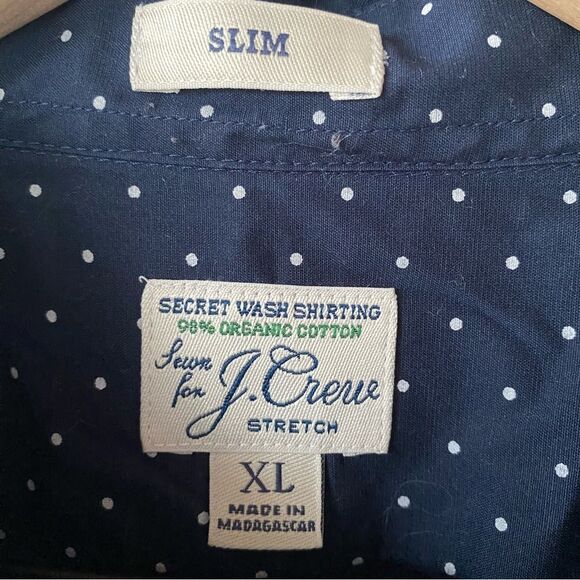 SLIM
SECRET WASH SHIRTING
98% ORGANIC COTTON
Sewn for J.Crew
STRETCH
XL
MADE IN
MADAGASCAR